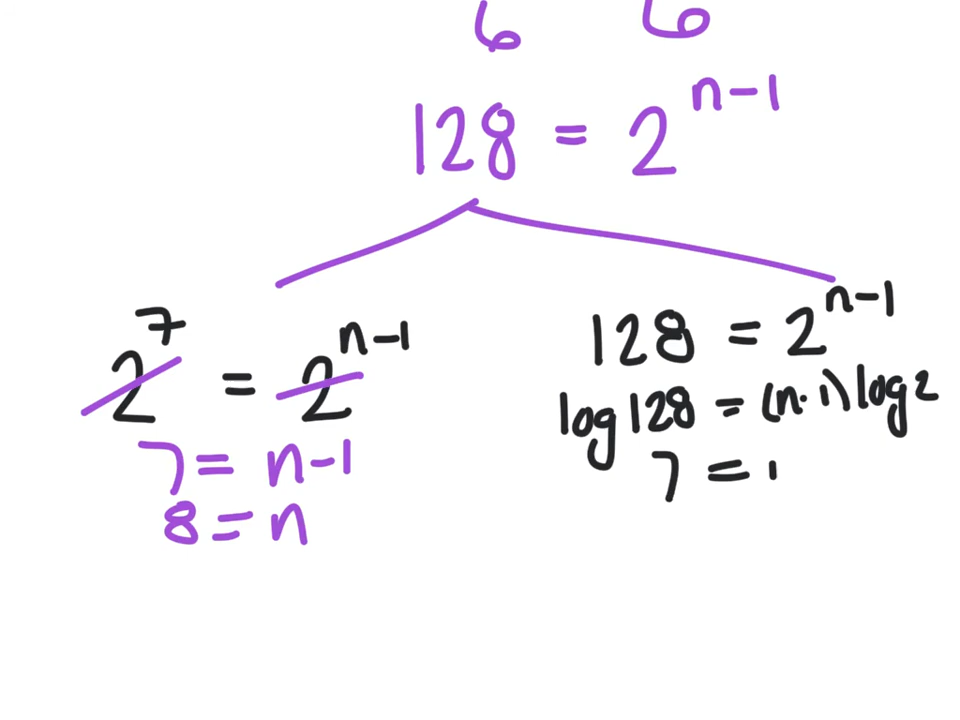 6 6
128 = 2^{n-1}
2^7 = 2^{n-1}
7 = n-1
8 = n
128 = 2^{n-1}
log 128 = (n·1) log 2
7 =